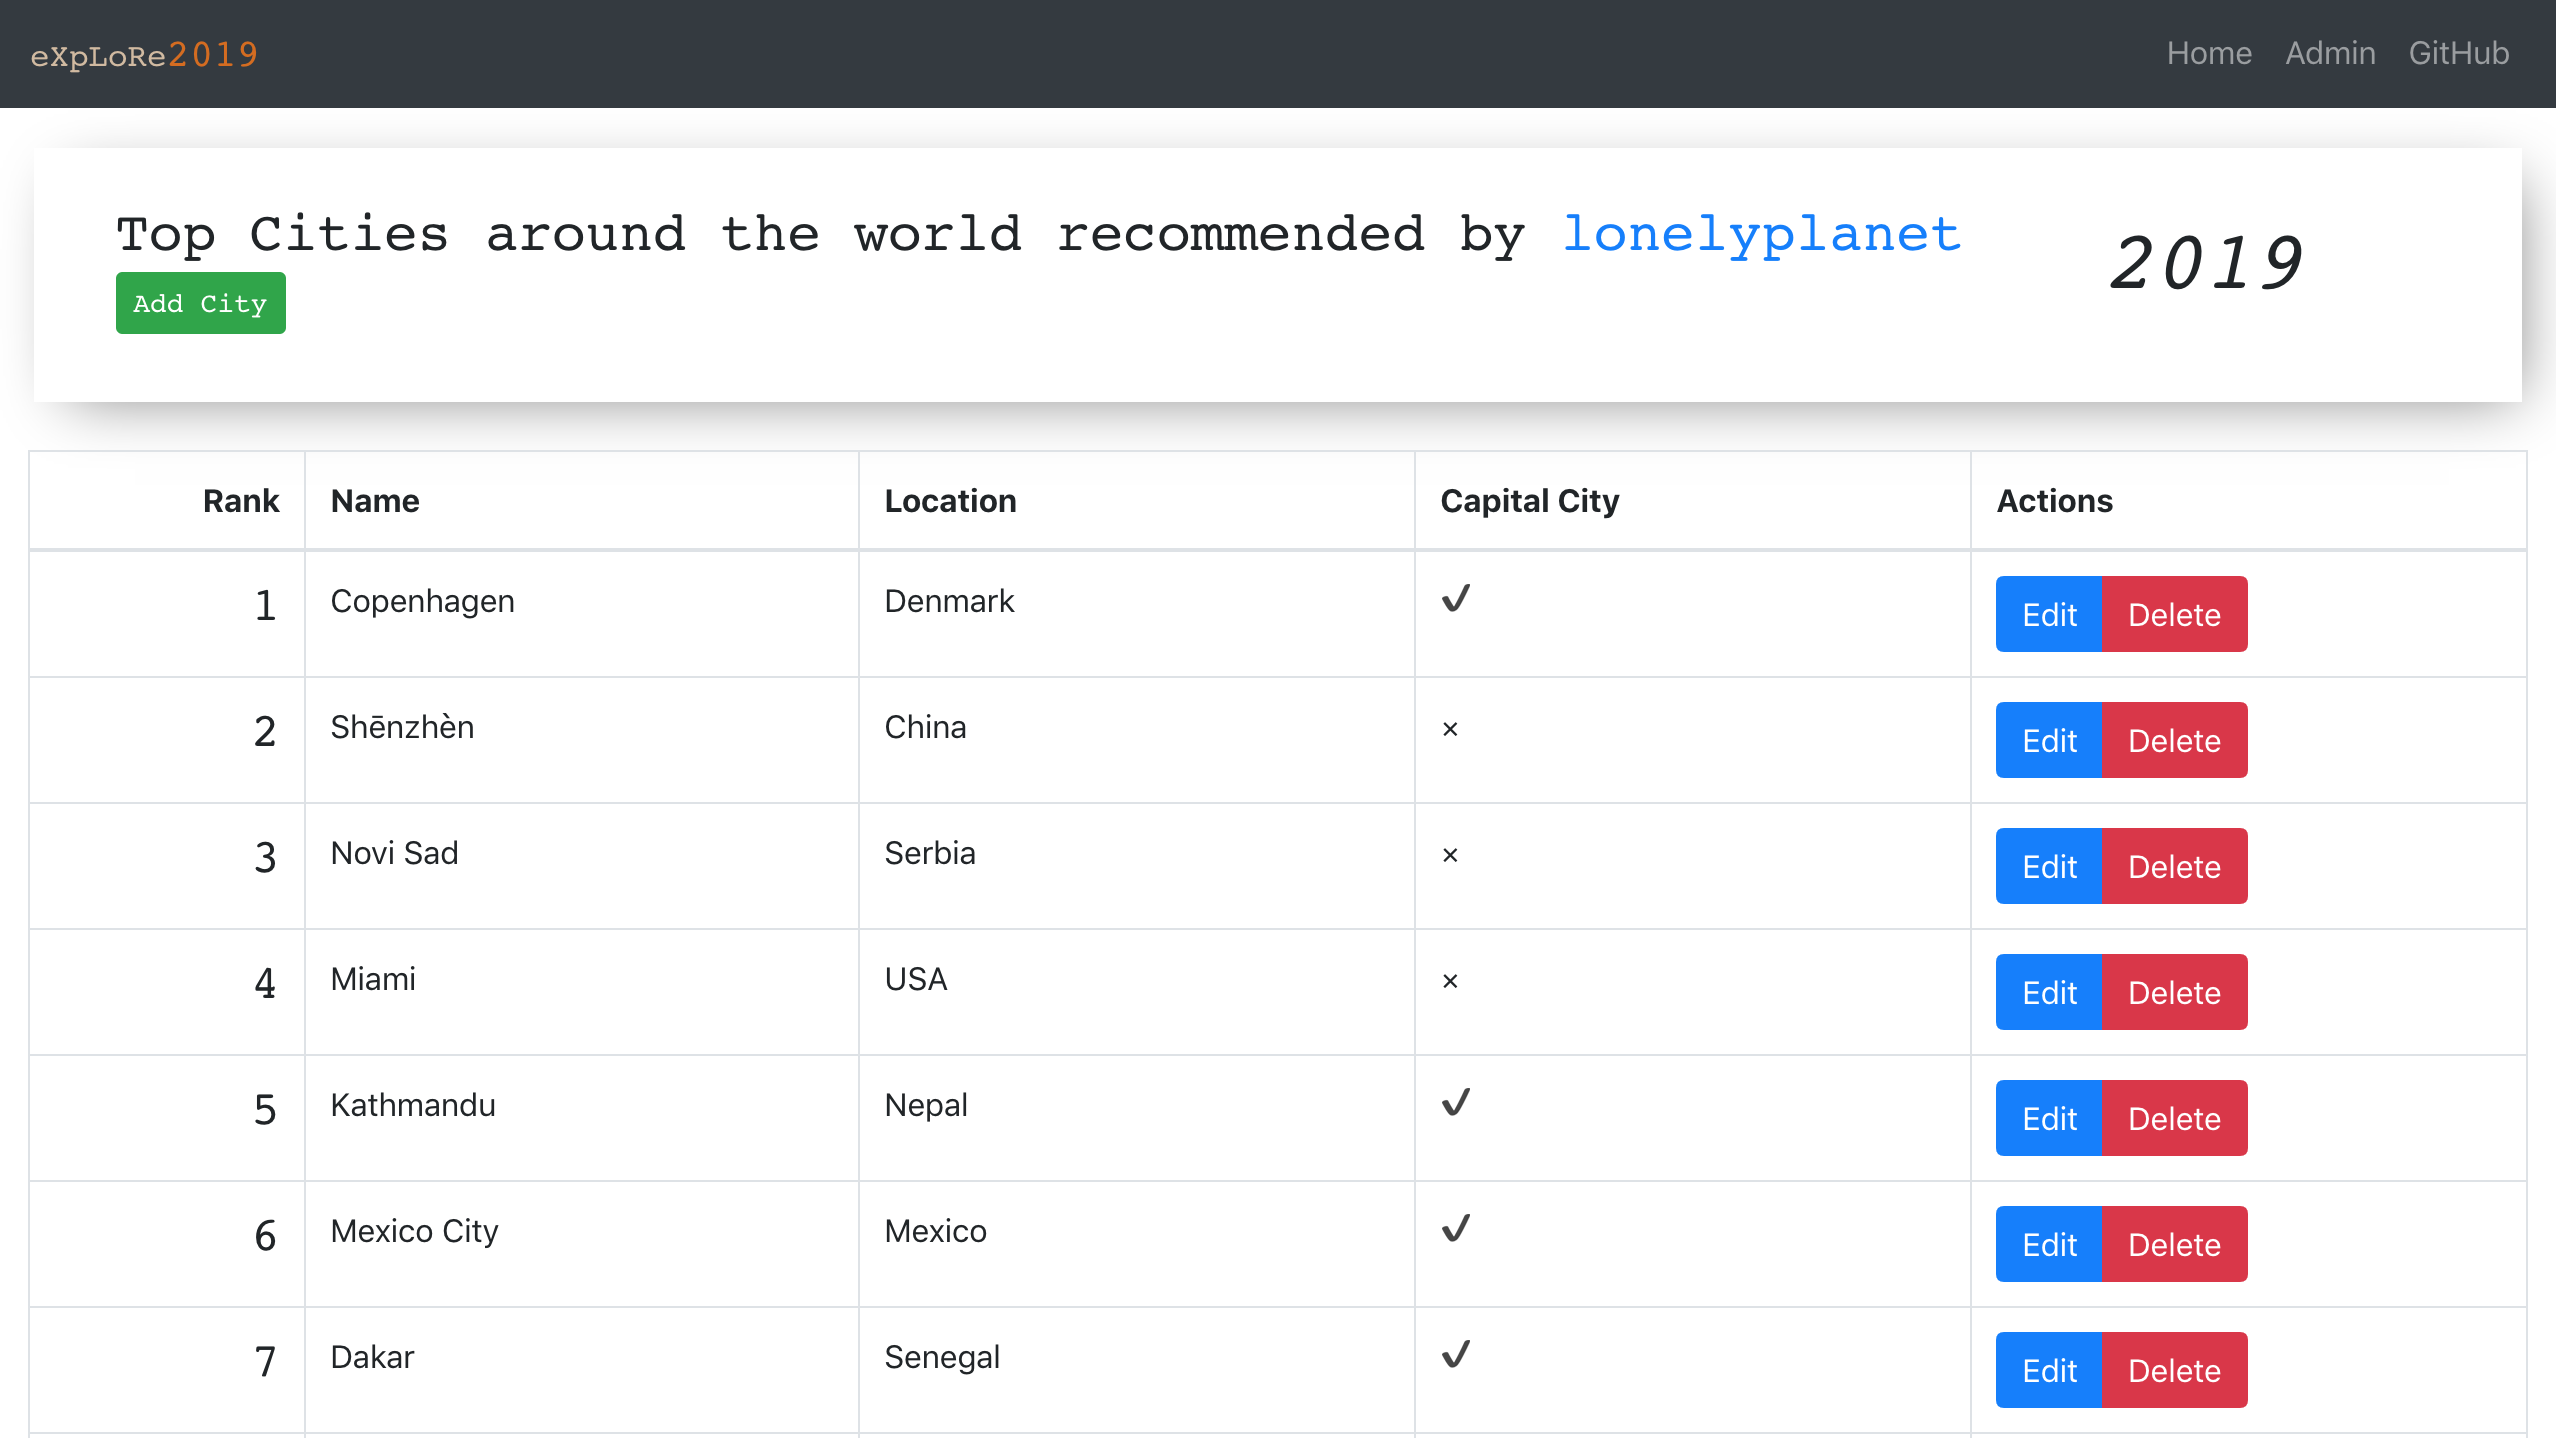 eXpLoRe2019 Home Admin GitHub
Top Cities around the world recommended by lonelyplanet 2019
Add City
Rank Name Location Capital City Actions
1 Copenhagen Denmark ✔ Edit Delete
2 Shēnzhèn China × Edit Delete
3 Novi Sad Serbia × Edit Delete
4 Miami USA × Edit Delete
5 Kathmandu Nepal ✔ Edit Delete
6 Mexico City Mexico ✔ Edit Delete
7 Dakar Senegal ✔ Edit Delete